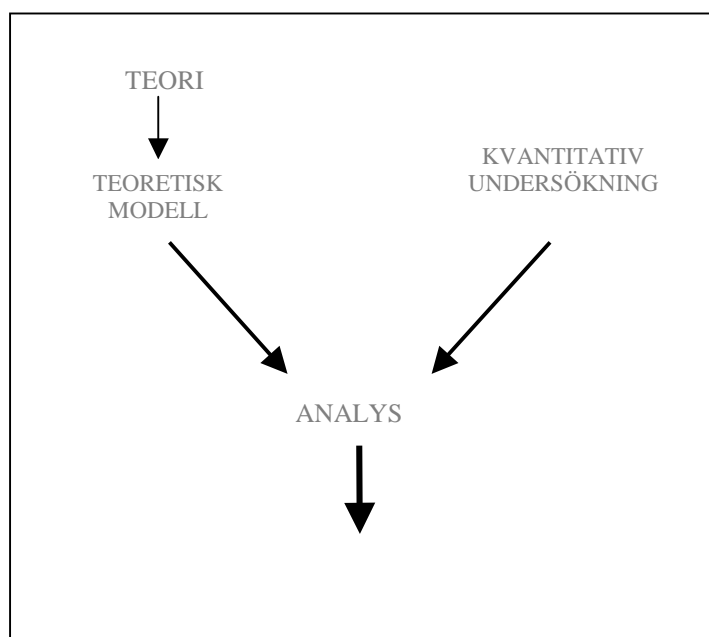 TEORI
TEORETISK
MODELL
KVANTITATIV
UNDERSÖKNING
ANALYS